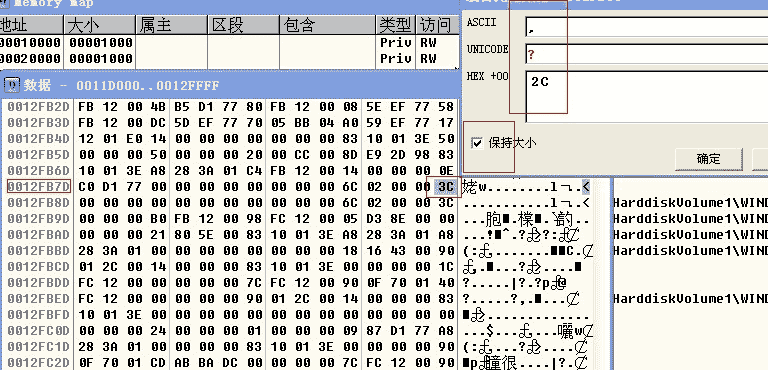 Memory map
地址 大小 属主 区段 包含 类型 访问
00010000 00001000 Priv RW
00020000 00001000 Priv RW
ASCII ,
UNICODE ?
HEX +00 2C
保持大小
确定
D 数据 - 0011D000..0012FFFF
0012FB2D FB 12 00 4B B5 D1 77 80 FB 12 00 08 5E EF 77 58
0012FB3D FB 12 00 DC 5D EF 77 70 05 BB 04 A0 59 EF 77 17
0012FB4D 12 01 E0 14 00 00 00 00 00 00 00 83 10 01 3E 50
0012FB5D 00 00 00 50 00 00 00 20 00 CC 00 8D E9 2D 98 83
0012FB6D 10 01 3E A8 28 3A 01 C4 FB 12 00 14 00 00 00 0E
0012FB7D C0 D1 77 00 00 00 00 00 00 00 00 6C 02 00 00 3C 姥w........l¬..<
0012FB8D 00 00 00 00 00 00 00 00 00 00 00 6C 02 00 00 3C ...........l¬..<
0012FB9D 00 00 00 B0 FB 12 00 98 FC 12 00 05 D3 8E 00 00
0012FBAD 00 00 00 21 80 5E 00 83 10 01 3E A8 28 3A 01 A8
0012FBBD 28 3A 01 00 00 00 00 00 00 00 00 18 16 43 00 90
0012FBCD 01 2C 00 14 00 00 00 83 10 01 3E 00 00 00 00 1C
0012FBDD FC 12 00 00 00 00 00 7C FC 12 00 90 0F 70 01 40
0012FBED FC 12 00 00 00 00 00 90 01 2C 00 14 00 00 00 83
0012FBFD 10 01 3E 00 00 00 00 00 00 00 00 00 00 00 00 00
0012FC0D 00 00 00 24 00 00 00 01 00 00 00 09 87 D1 77 A8
0012FC1D 28 3A 01 00 00 00 00 83 10 01 3E 00 00 00 00 90
0012FC2D 0F 70 01 CD AB BA DC 00 00 00 00 7C FC 12 00 90
HarddiskVolume1\WIND
HarddiskVolume1\WIND
HarddiskVolume1\WIND
HarddiskVolume1\WIND
HarddiskVolume1\WIND